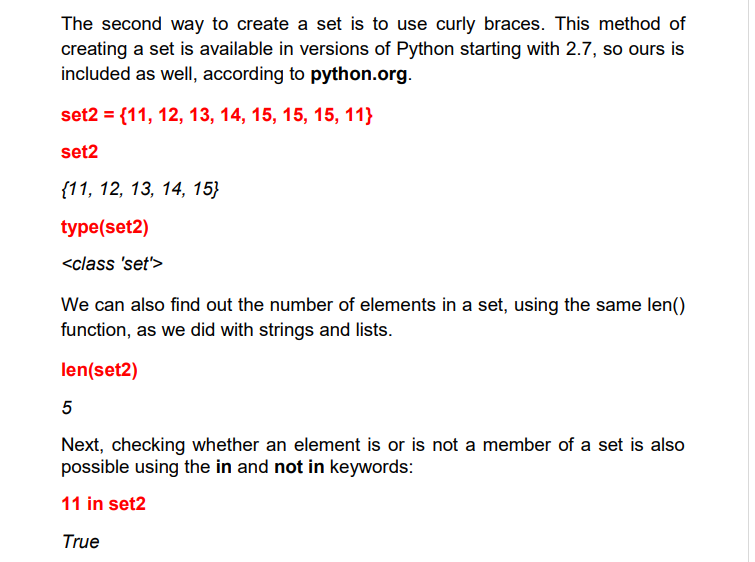 The second way to create a set is to use curly braces. This method of
creating a set is available in versions of Python starting with 2.7, so ours is
included as well, according to python.org.
set2 = {11, 12, 13, 14, 15, 15, 15, 11}
set2
{11, 12, 13, 14, 15}
type(set2)
<class 'set'>
We can also find out the number of elements in a set, using the same len()
function, as we did with strings and lists.
len(set2)
5
Next, checking whether an element is or is not a member of a set is also
possible using the in and not in keywords:
11 in set2
True